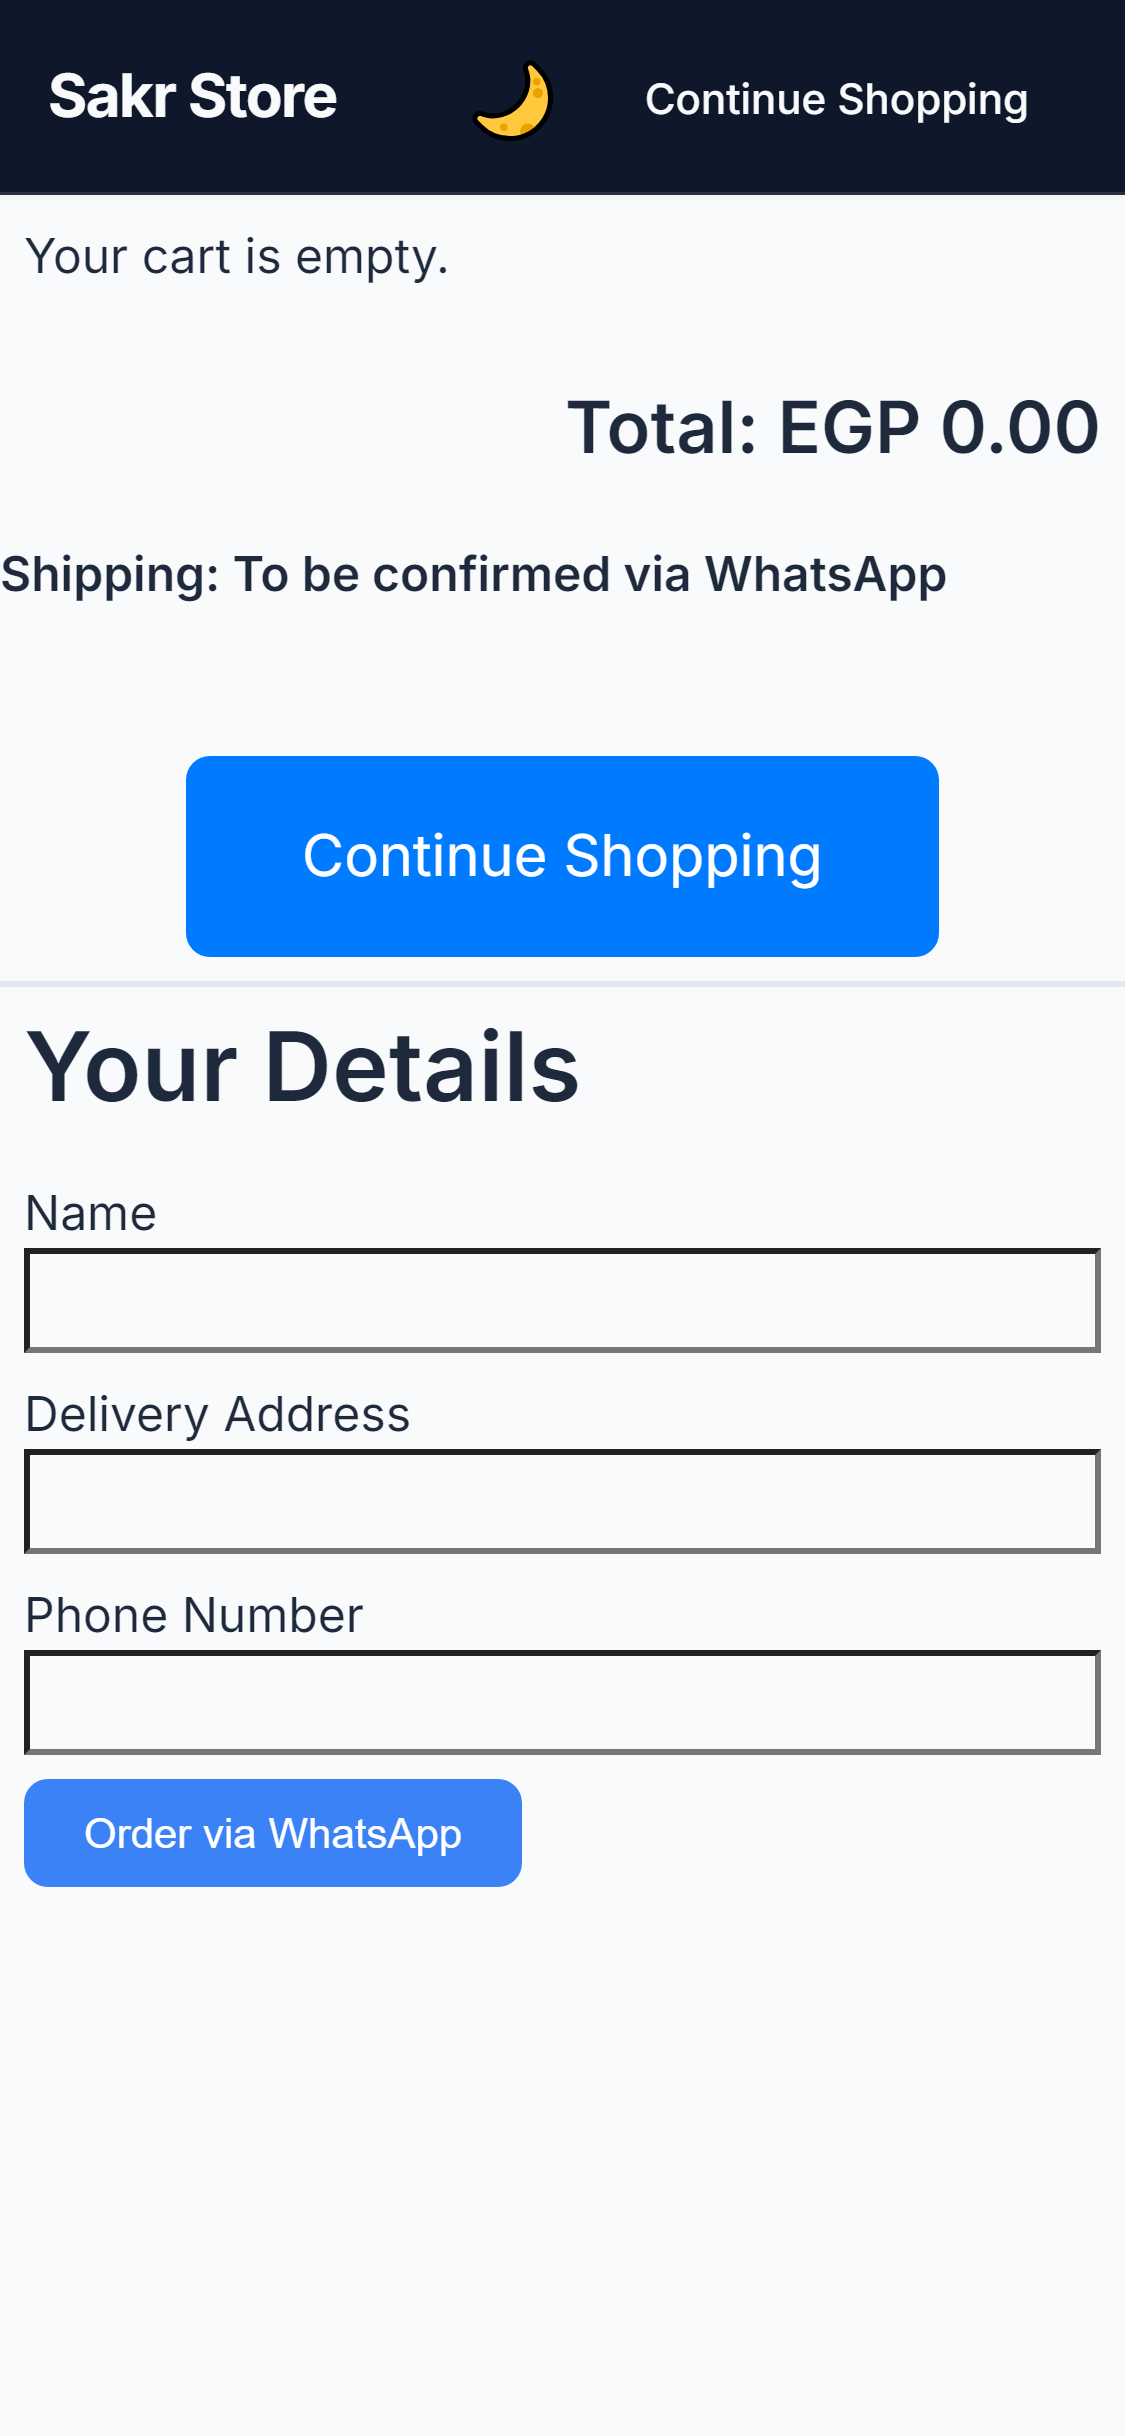 Sakr Store
Continue Shopping
Your cart is empty.
Total: EGP 0.00
Shipping: To be confirmed via WhatsApp
Continue Shopping
Your Details
Name
Delivery Address
Phone Number
Order via WhatsApp